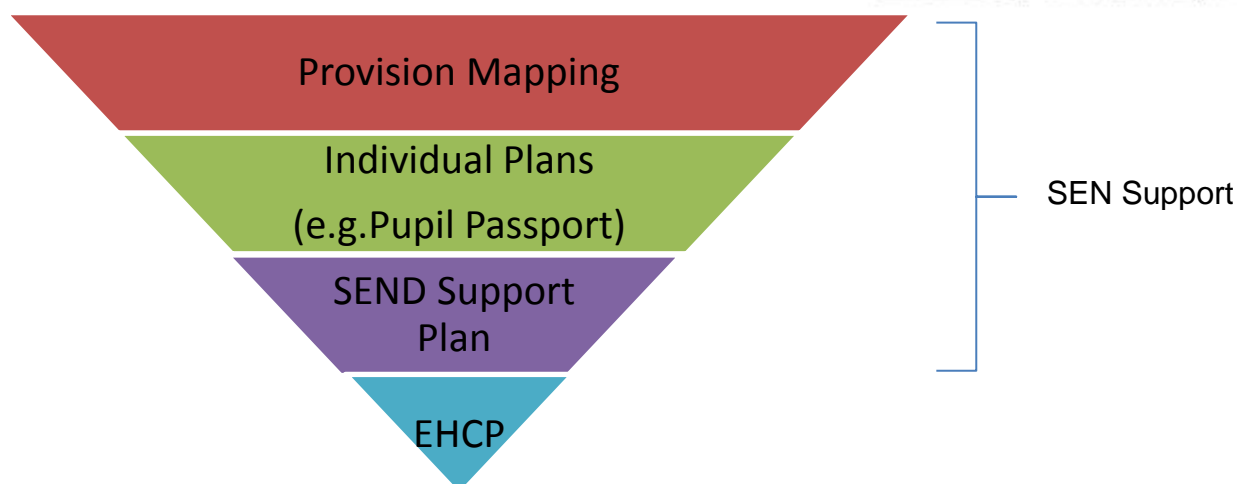 Provision Mapping
Individual Plans
(e.g.Pupil Passport)
SEN Support
SEND Support
Plan
EHCP